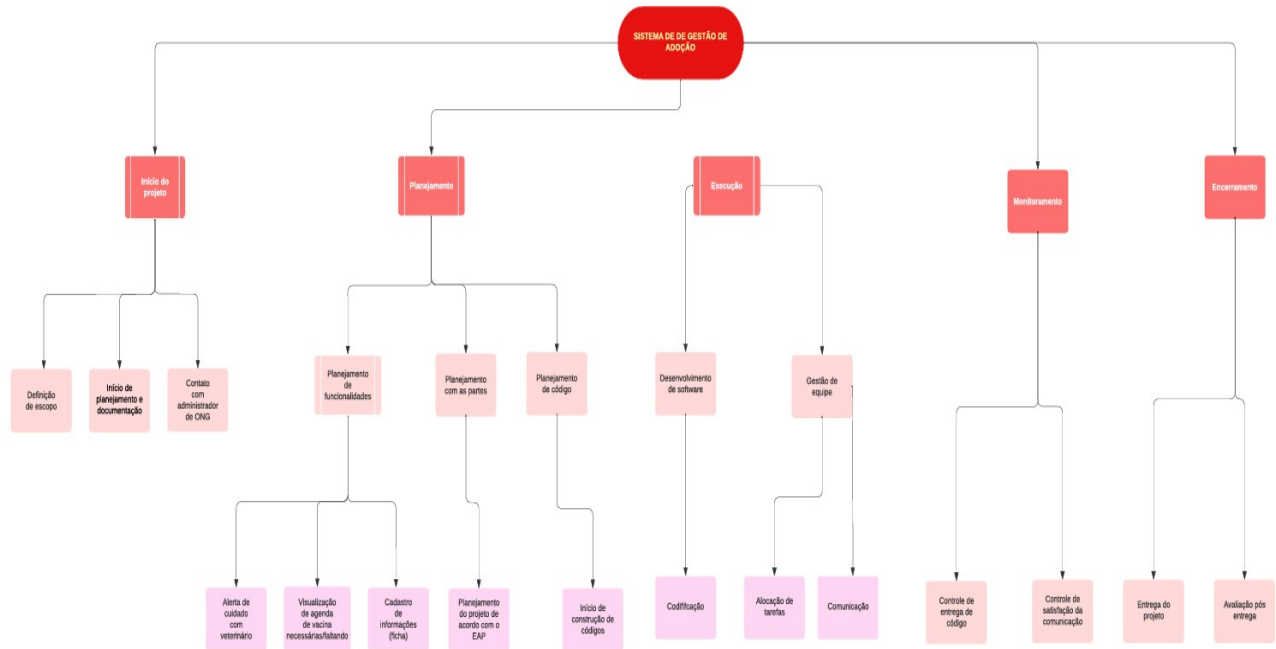 SISTEMA DE DE GESTÃO DE
ADOÇÃO
Início do
projeto
Planejamento
Execução
Monitoramento
Encerramento
Definição
de escopo
Início de
planejamento e
documentação
Contato
com
administrador
de ONG
Planejamento
de
funcionalidades
Planejamento
com as partes
Planejamento
de código
Desenvolvimento
de software
Gestão de
equipe
Alerta de
cuidado
com
veterinário
Visualização
de agenda
de vacina
necessárias/faltando
Cadastro
de
informações
(ficha)
Planejamento
do projeto de
acordo com o
EAP
Início de
construção de
códigos
Codififcação
Alocação de
tarefas
Comunicação
Controle de
entrega de
código
Controle de
satisfação da
comunicação
Entrega do
projeto
Avaliação pós
entrega